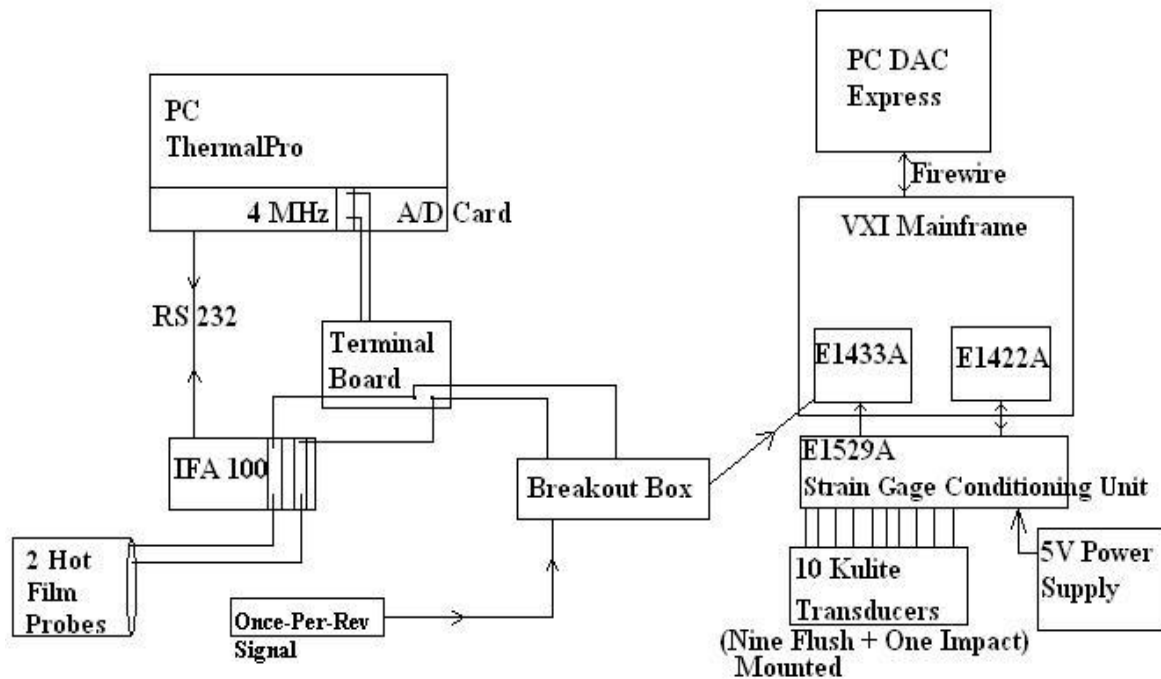 PC
ThermalPro
4 MHz
A/D Card
RS 232
Terminal
Board
IFA 100
2 Hot
Film
Probes
Once-Per-Rev
Signal
Breakout Box
PC DAC
Express
Firewire
VXI Mainframe
E1433A
E1422A
E1529A
Strain Gage Conditioning Unit
10 Kulite
Transducers
(Nine Flush + One Impact)
Mounted
5V Power
Supply